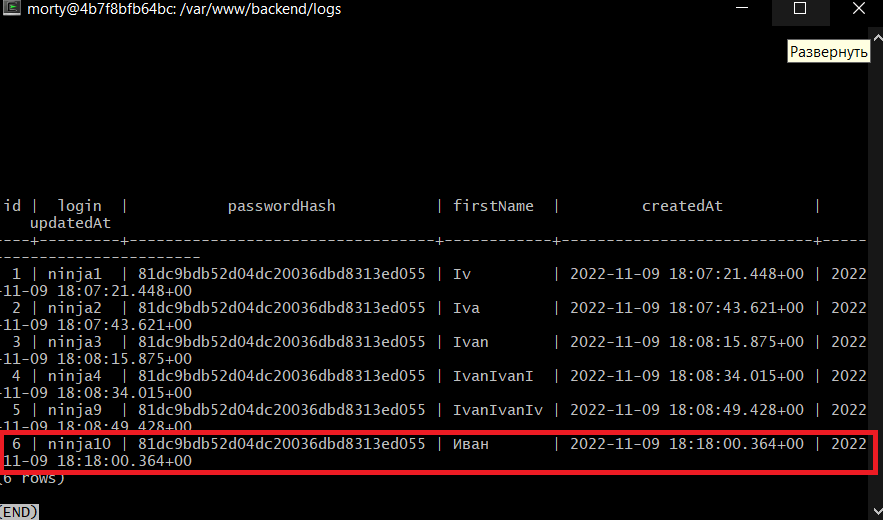 morty@4b7f8bfb64bc: /var/www/backend/logs
Развернуть
id | login | passwordHash | firstName | createdAt |
updatedAt
----+---------+----------------------------------+------------+----------------------------+-----
-----------------------
1 | ninja1 | 81dc9bdb52d04dc20036dbd8313ed055 | Iv | 2022-11-09 18:07:21.448+00 | 2022
-11-09 18:07:21.448+00
2 | ninja2 | 81dc9bdb52d04dc20036dbd8313ed055 | Iva | 2022-11-09 18:07:43.621+00 | 2022
-11-09 18:07:43.621+00
3 | ninja3 | 81dc9bdb52d04dc20036dbd8313ed055 | Ivan | 2022-11-09 18:08:15.875+00 | 2022
-11-09 18:08:15.875+00
4 | ninja4 | 81dc9bdb52d04dc20036dbd8313ed055 | IvanIvanI | 2022-11-09 18:08:34.015+00 | 2022
-11-09 18:08:34.015+00
5 | ninja9 | 81dc9bdb52d04dc20036dbd8313ed055 | IvanIvanIv | 2022-11-09 18:08:49.428+00 | 2022
-11-09 18:08:49.428+00
6 | ninja10 | 81dc9bdb52d04dc20036dbd8313ed055 | Иван | 2022-11-09 18:18:00.364+00 | 2022
11-09 18:18:00.364+00
(6 rows)
(END)